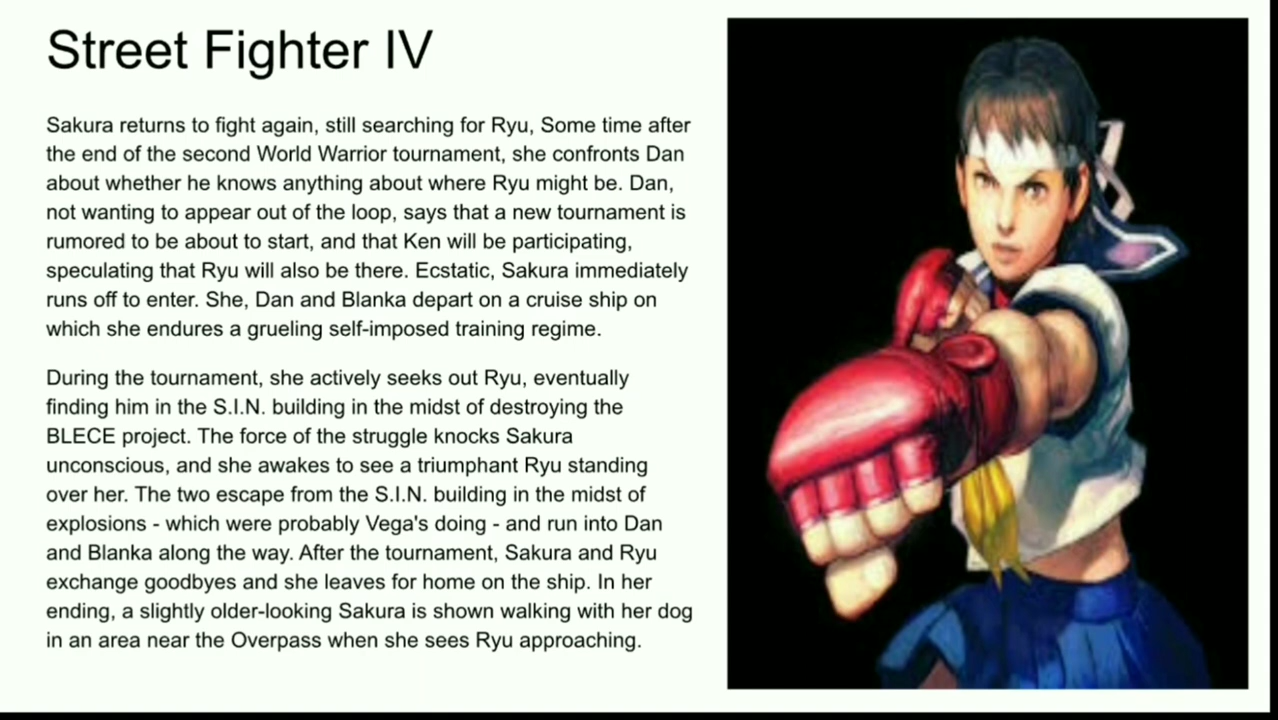 Street Fighter IV
Sakura returns to fight again, still searching for Ryu, Some time after
the end of the second World Warrior tournament, she confronts Dan
about whether he knows anything about where Ryu might be. Dan,
not wanting to appear out of the loop, says that a new tournament is
rumored to be about to start, and that Ken will be participating,
speculating that Ryu will also be there. Ecstatic, Sakura immediately
runs off to enter. She, Dan and Blanka depart on a cruise ship on
which she endures a grueling self-imposed training regime.
During the tournament, she actively seeks out Ryu, eventually
finding him in the S.I.N. building in the midst of destroying the
BLECE project. The force of the struggle knocks Sakura
unconscious, and she awakes to see a triumphant Ryu standing
over her. The two escape from the S.I.N. building in the midst of
explosions - which were probably Vega's doing - and run into Dan
and Blanka along the way. After the tournament, Sakura and Ryu
exchange goodbyes and she leaves for home on the ship. In her
ending, a slightly older-looking Sakura is shown walking with her dog
in an area near the Overpass when she sees Ryu approaching.